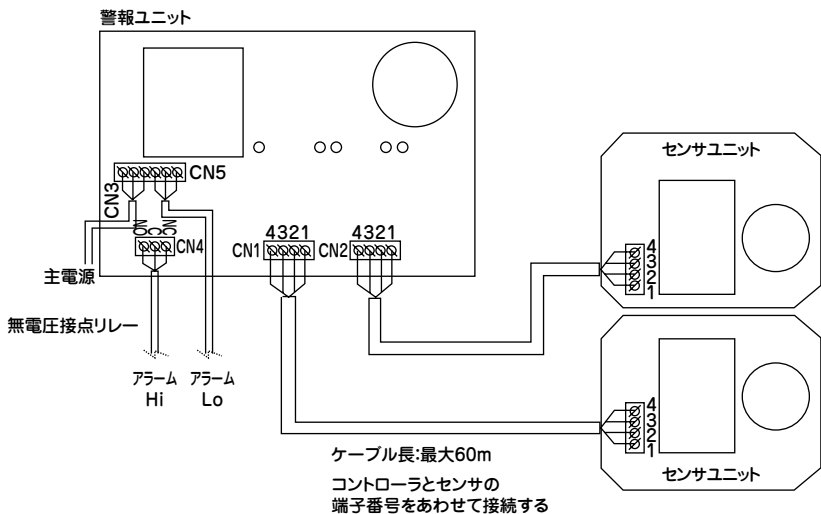 警報ユニット
センサユニット
CN5
CN3
NO
C
NC
CN4
4321
CN1
4321
CN2
4
3
2
1
主電源
無電圧接点リレー
アラーム
Hi
アラーム
Lo
4
3
2
1
センサユニット
ケーブル長:最大60m
コントローラとセンサの
端子番号をあわせて接続する